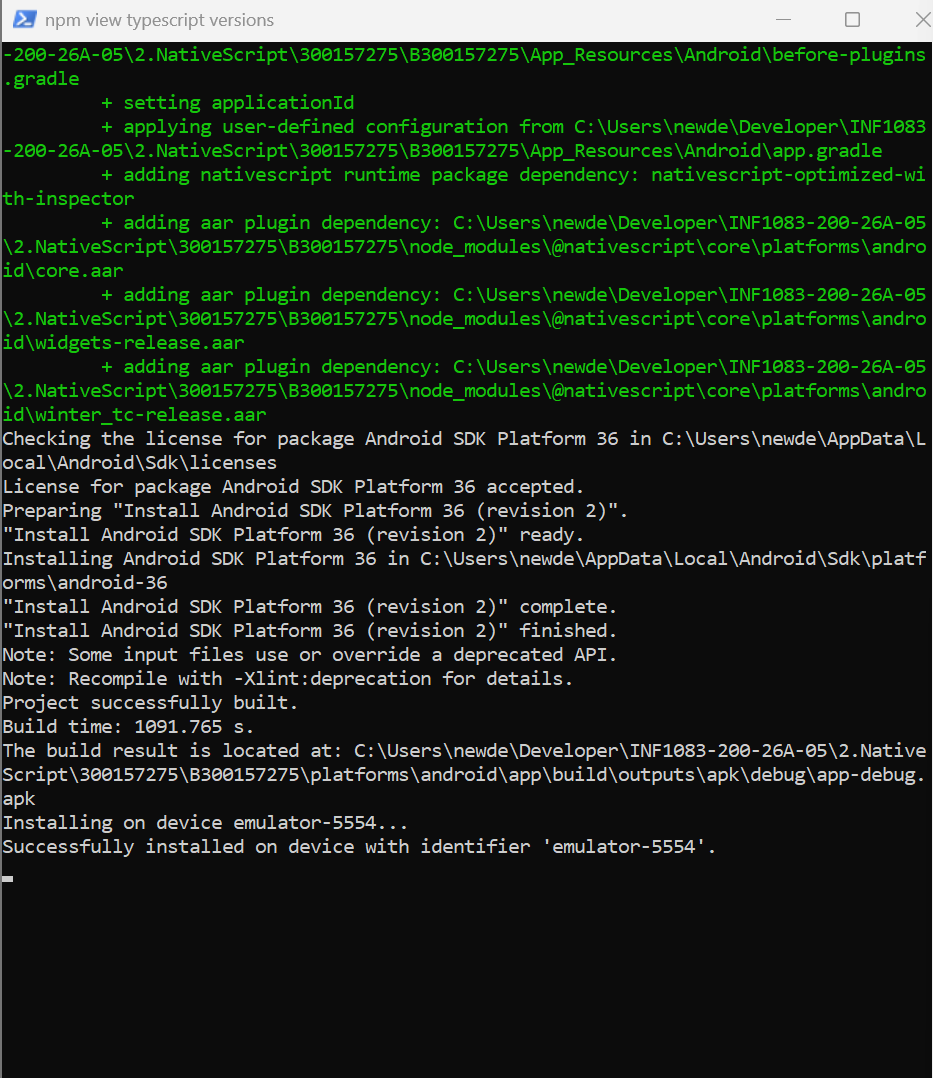 npm view typescript versions
-200-26A-05\2.NativeScript\300157275\B300157275\App_Resources\Android\before-plugins
.gradle
+ setting applicationId
+ applying user-defined configuration from C:\Users\newde\Developer\INF1083
-200-26A-05\2.NativeScript\300157275\B300157275\App_Resources\Android\app.gradle
+ adding nativescript runtime package dependency: nativescript-optimized-wi
th-inspector
+ adding aar plugin dependency: C:\Users\newde\Developer\INF1083-200-26A-05
\2.NativeScript\300157275\B300157275\node_modules\@nativescript\core\platforms\andro
id\core.aar
+ adding aar plugin dependency: C:\Users\newde\Developer\INF1083-200-26A-05
\2.NativeScript\300157275\B300157275\node_modules\@nativescript\core\platforms\andro
id\widgets-release.aar
+ adding aar plugin dependency: C:\Users\newde\Developer\INF1083-200-26A-05
\2.NativeScript\300157275\B300157275\node_modules\@nativescript\core\platforms\andro
id\winter_tc-release.aar
Checking the license for package Android SDK Platform 36 in C:\Users\newde\AppData\L
ocal\Android\Sdk\licenses
License for package Android SDK Platform 36 accepted.
Preparing "Install Android SDK Platform 36 (revision 2)".
"Install Android SDK Platform 36 (revision 2)" ready.
Installing Android SDK Platform 36 in C:\Users\newde\AppData\Local\Android\Sdk\platf
orms\android-36
"Install Android SDK Platform 36 (revision 2)" complete.
"Install Android SDK Platform 36 (revision 2)" finished.
Note: Some input files use or override a deprecated API.
Note: Recompile with -Xlint:deprecation for details.
Project successfully built.
Build time: 1091.765 s.
The build result is located at: C:\Users\newde\Developer\INF1083-200-26A-05\2.Native
Script\300157275\B300157275\platforms\android\app\build\outputs\apk\debug\app-debug.
apk
Installing on device emulator-5554...
Successfully installed on device with identifier 'emulator-5554'.